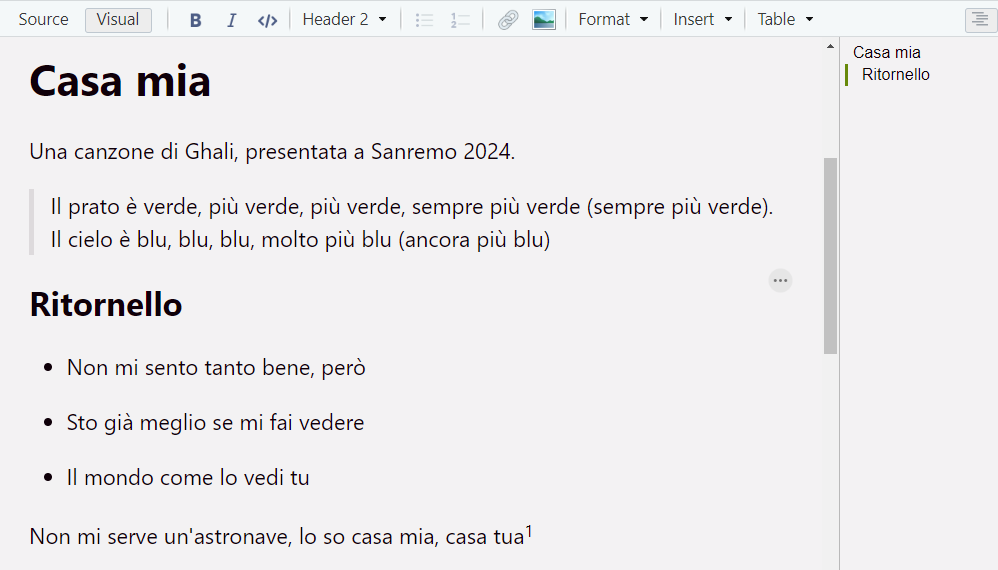 Source Visual B I </> Header 2 Format Insert Table
Casa mia
Ritornello
Casa mia
Una canzone di Ghali, presentata a Sanremo 2024.
Il prato è verde, più verde, più verde, sempre più verde (sempre più verde).
Il cielo è blu, blu, blu, molto più blu (ancora più blu)
Ritornello
• Non mi sento tanto bene, però
• Sto già meglio se mi fai vedere
• Il mondo come lo vedi tu
Non mi serve un'astronave, lo so casa mia, casa tua¹